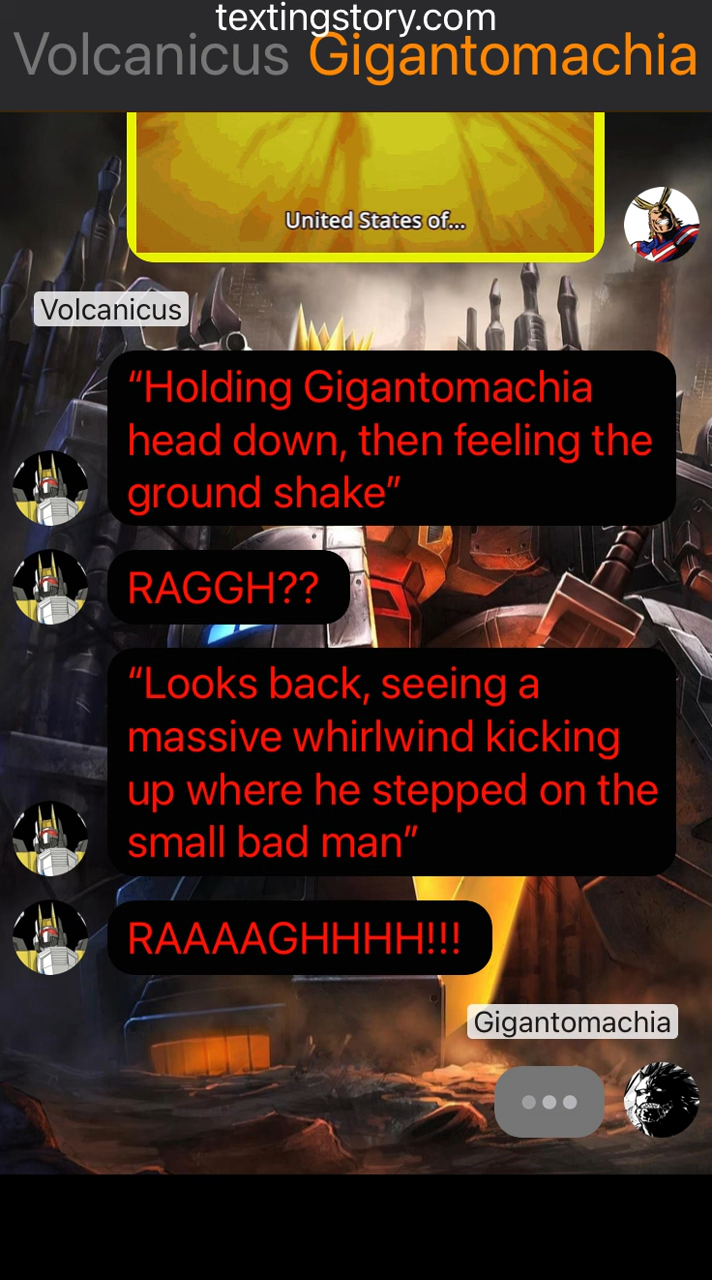 textingstory.com
Volcanicus Gigantomachia
United States of...
Volcanicus
“Holding Gigantomachia
head down, then feeling the
ground shake”
RAGGH??
“Looks back, seeing a
massive whirlwind kicking
up where he stepped on the
small bad man”
RAAAAGHHHH!!!
Gigantomachia